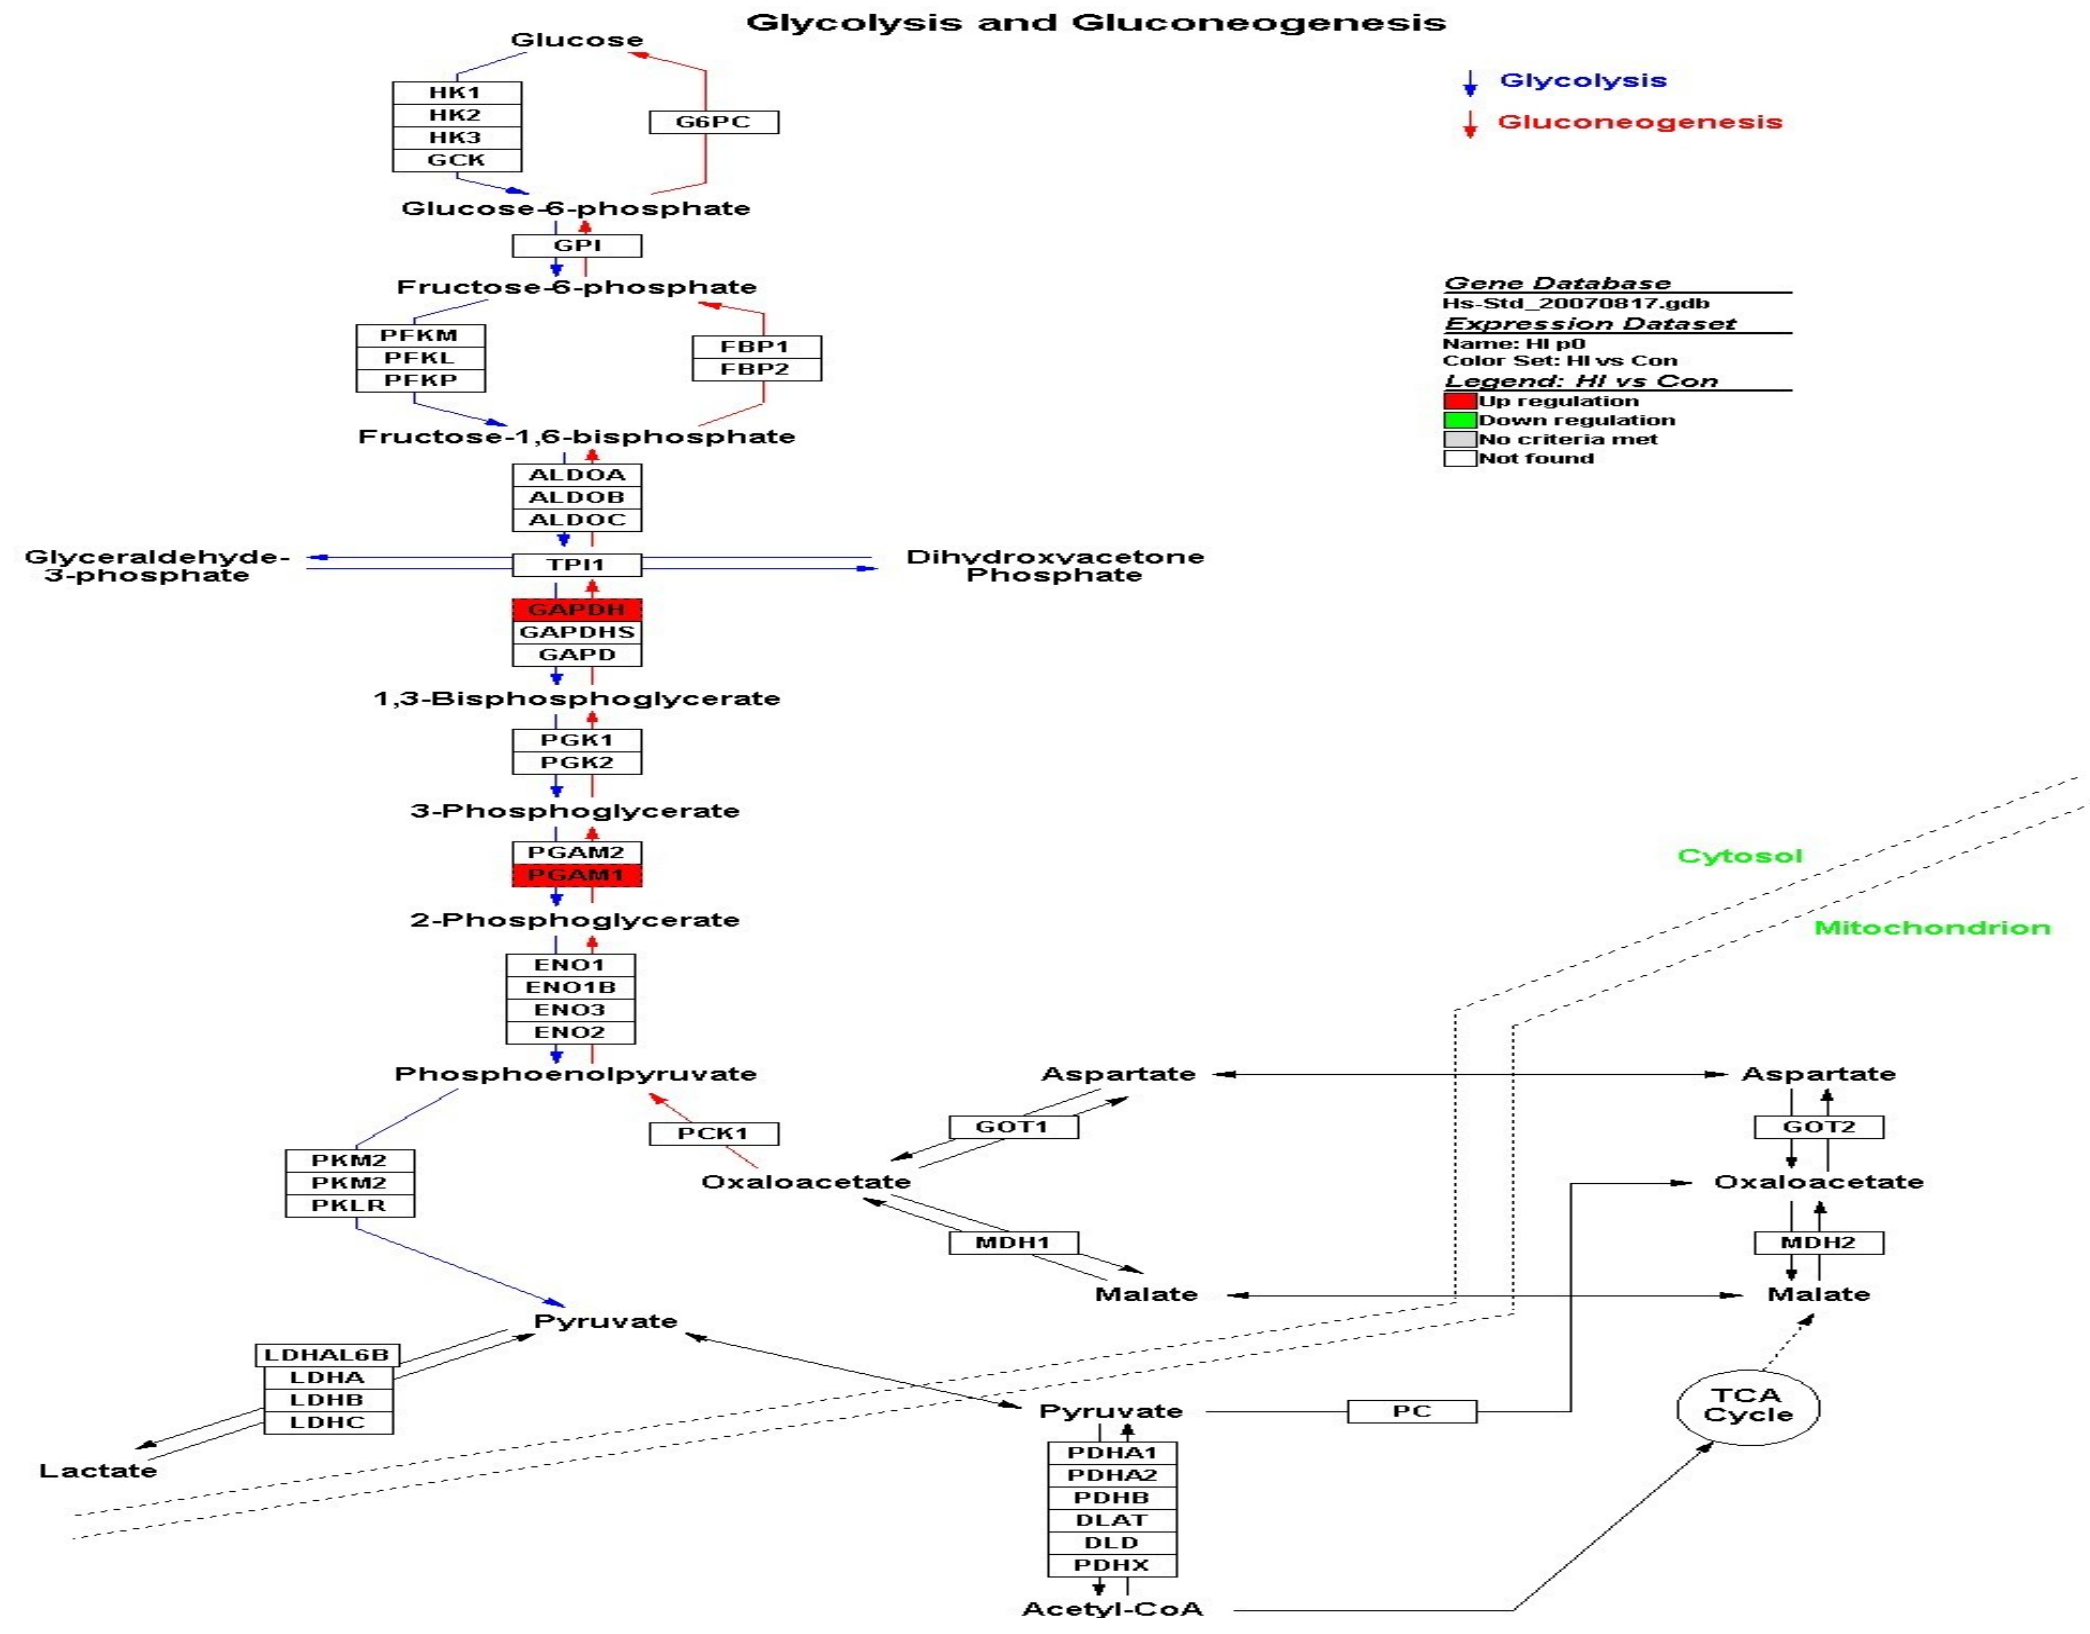 Glycolysis and Gluconeogenesis
Glucose
Glycolysis
Gluconeogenesis
HK1
HK2
HK3
GCK
G6PC
Glucose-6-phosphate
GPI
Fructose-6-phosphate
Gene Database
Hs-Std_20070817.gdb
Expression Dataset
Name: HI p0
Color Set: HI vs Con
Legend: HI vs Con
Up regulation
Down regulation
No criteria met
Not found
PFKM
PFKL
PFKP
FBP1
FBP2
Fructose-1,6-bisphosphate
ALDOA
ALDOB
ALDOC
Glyceraldehyde-
3-phosphate
TPI1
Dihydroxyacetone
Phosphate
GAPDH
GAPDHS
GAPD
1,3-Bisphosphoglycerate
PGK1
PGK2
3-Phosphoglycerate
PGAM2
PGAM1
Cytosol
Mitochondrion
2-Phosphoglycerate
ENO1
ENO1B
ENO3
ENO2
Phosphoenolpyruvate
Aspartate
Aspartate
PCK1
GOT1
GOT2
PKM2
PKM2
PKLR
Oxaloacetate
Oxaloacetate
MDH1
MDH2
Malate
Malate
Pyruvate
LDHAL6B
LDHA
LDHB
LDHC
Lactate
Pyruvate
PC
TCA
Cycle
PDHA1
PDHA2
PDHB
DLAT
DLD
PDHX
Acetyl-CoA